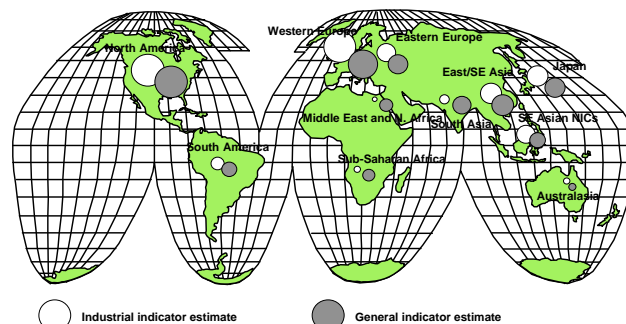 Western Europe
Eastern Europe
North America
Japan
East/SE Asia
Middle East and N. Africa
SE Asian NICs
South Asia
South America
Sub-Saharan Africa
Australasia
Industrial indicator estimate
General indicator estimate